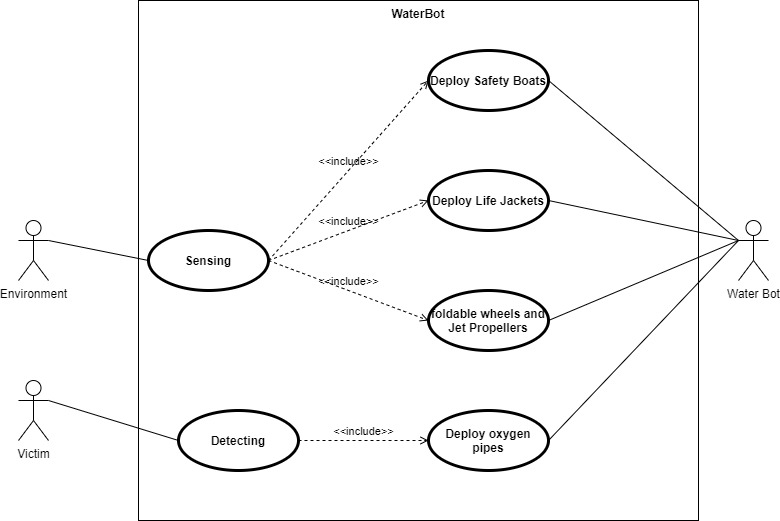 WaterBot
Deploy Safety Boats
<<include>>
Deploy Life Jackets
<<include>>
Sensing
Environment
Water Bot
<<include>>
foldable wheels and
Jet Propellers
Victim
Detecting
<<include>>
Deploy oxygen
pipes